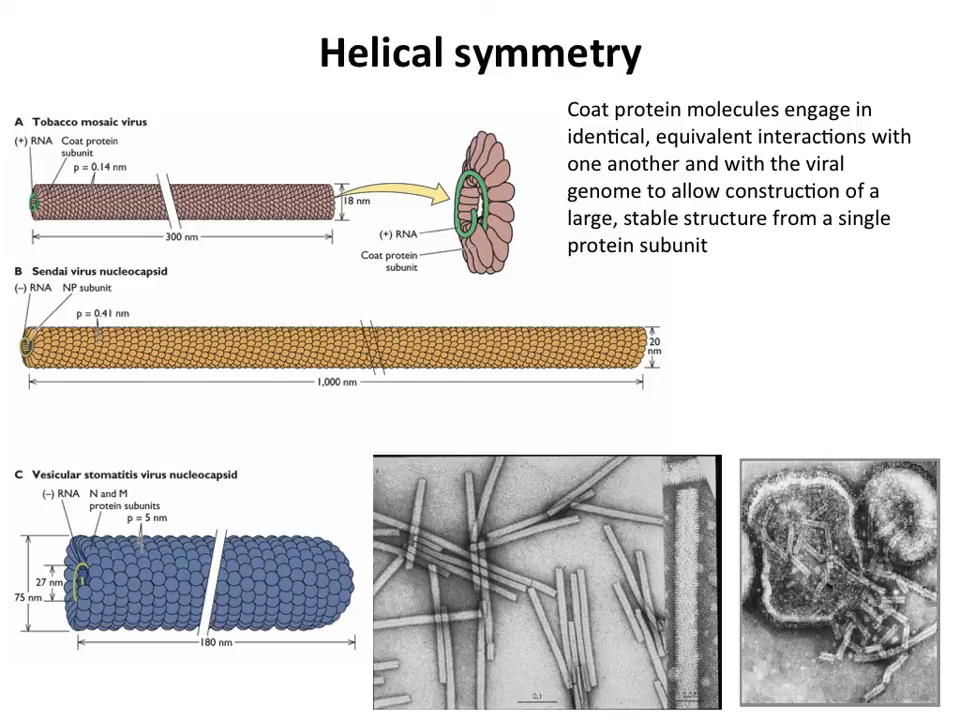 Helical symmetry
A Tobacco mosaic virus
(+) RNA Coat protein
subunit
p = 0.14 nm
18 nm
300 nm
(+) RNA
Coat protein
subunit
Coat protein molecules engage in
identical, equivalent interactions with
one another and with the viral
genome to allow construction of a
large, stable structure from a single
protein subunit
B Sendai virus nucleocapsid
(–) RNA NP subunit
p = 0.41 nm
20
nm
1,000 nm
C Vesicular stomatitis virus nucleocapsid
(–) RNA N and M
protein subunits
p = 5 nm
27 nm
75 nm
180 nm
0.1